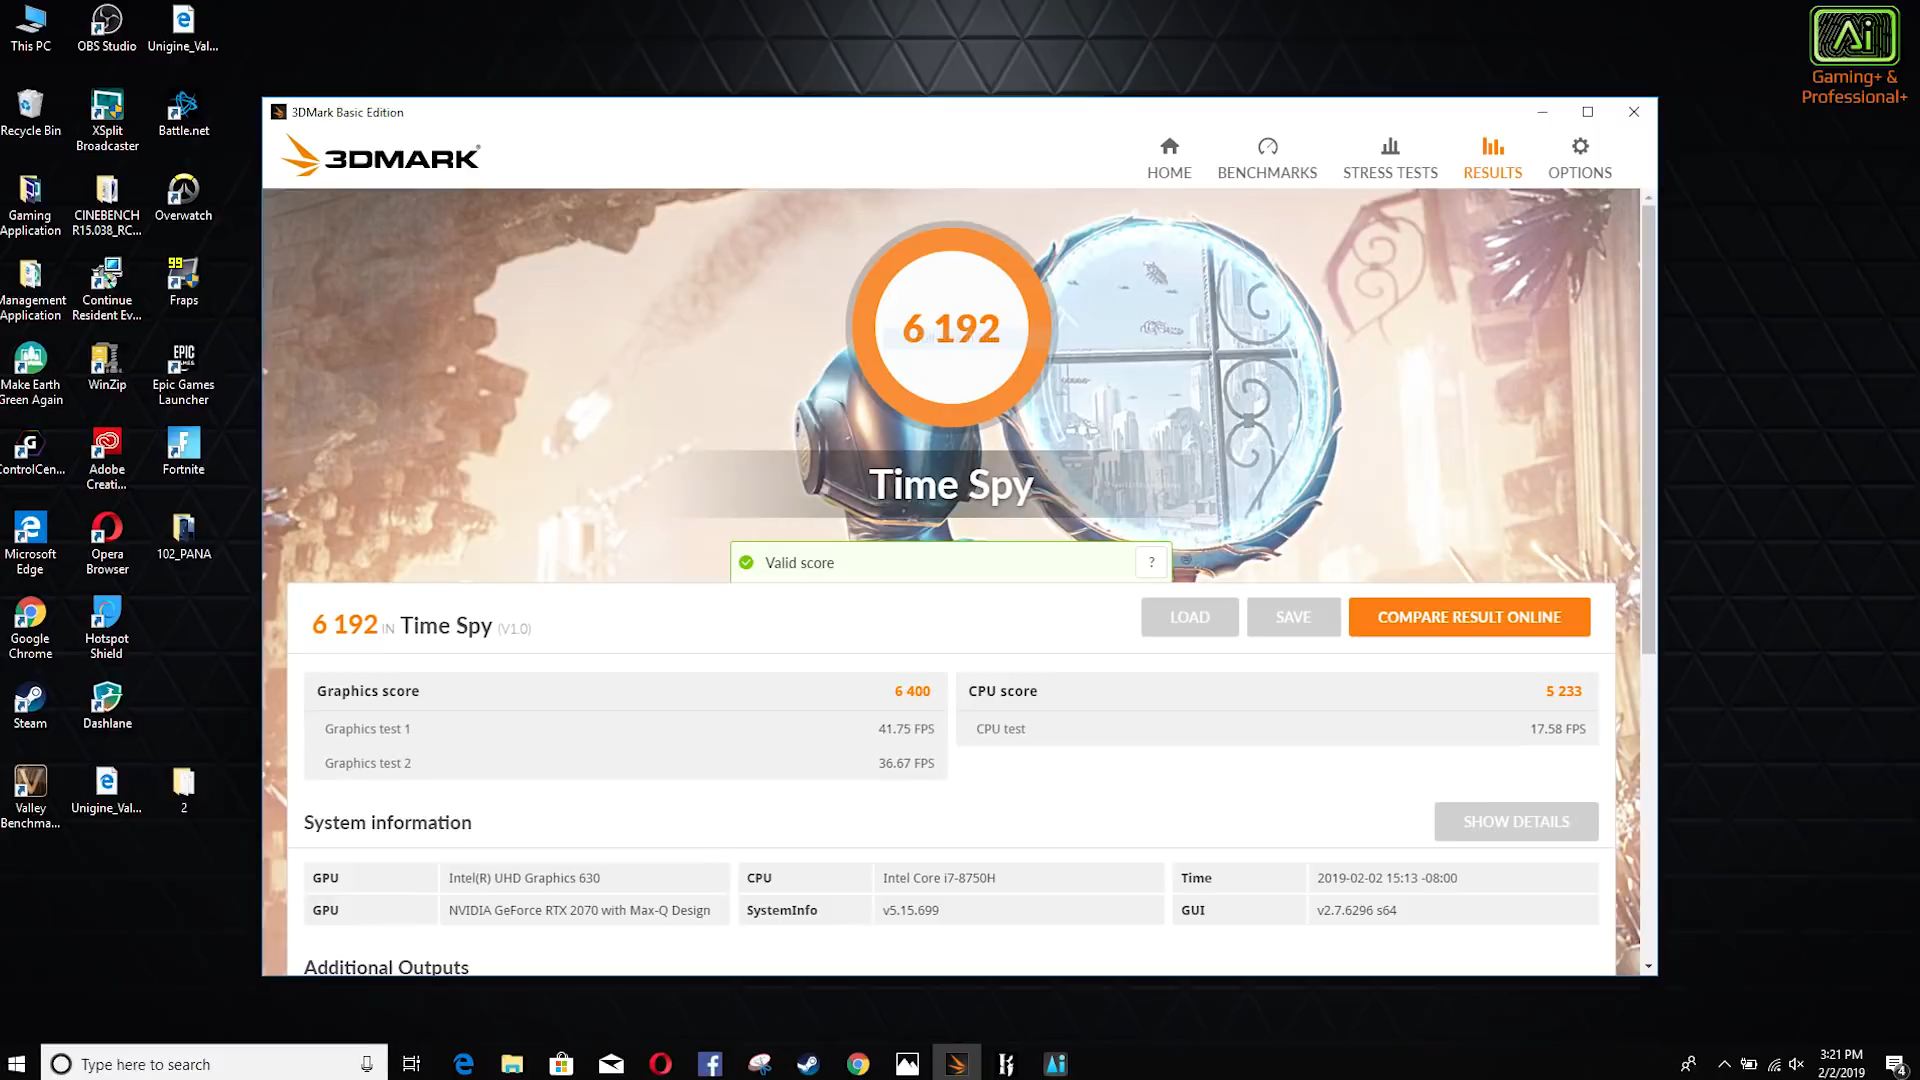 This PC
OBS Studio
Unigine_Val...
Recycle Bin
XSplit
Broadcaster
Battle.net
Gaming
Application
CINEBENCH
R15.038_RC...
Overwatch
Management
Application
Continue
Resident Ev...
99
Fraps
Make Earth
Green Again
WinZip
EPIC
GAMES
Epic Games
Launcher
G
ControlCen...
Adobe
Creati...
F
Fortnite
Microsoft
Edge
Opera
Browser
102_PANA
Google
Chrome
Hotspot
Shield
Steam
Dashlane
V
Valley
Benchma...
Unigine_Val...
2
Ai
Gaming+ &
Professional+
3DMark Basic Edition
3DMARK
HOME
BENCHMARKS
STRESS TESTS
RESULTS
OPTIONS
6 192
Time Spy
Valid score
?
6 192 IN Time Spy (V1.0)
LOAD
SAVE
COMPARE RESULT ONLINE
Graphics score 6 400
Graphics test 1 41.75 FPS
Graphics test 2 36.67 FPS
CPU score 5 233
CPU test 17.58 FPS
System information
SHOW DETAILS
GPU Intel(R) UHD Graphics 630 CPU Intel Core i7-8750H Time 2019-02-02 15:13 -08:00
GPU NVIDIA GeForce RTX 2070 with Max-Q Design SystemInfo v5.15.699 GUI v2.7.6296 s64
Additional Outputs
Type here to search
Ai
3:21 PM
2/2/2019
4